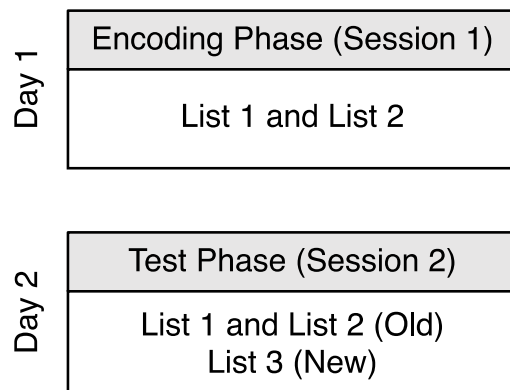 Day 1
Encoding Phase (Session 1)
List 1 and List 2
Day 2
Test Phase (Session 2)
List 1 and List 2 (Old)
List 3 (New)